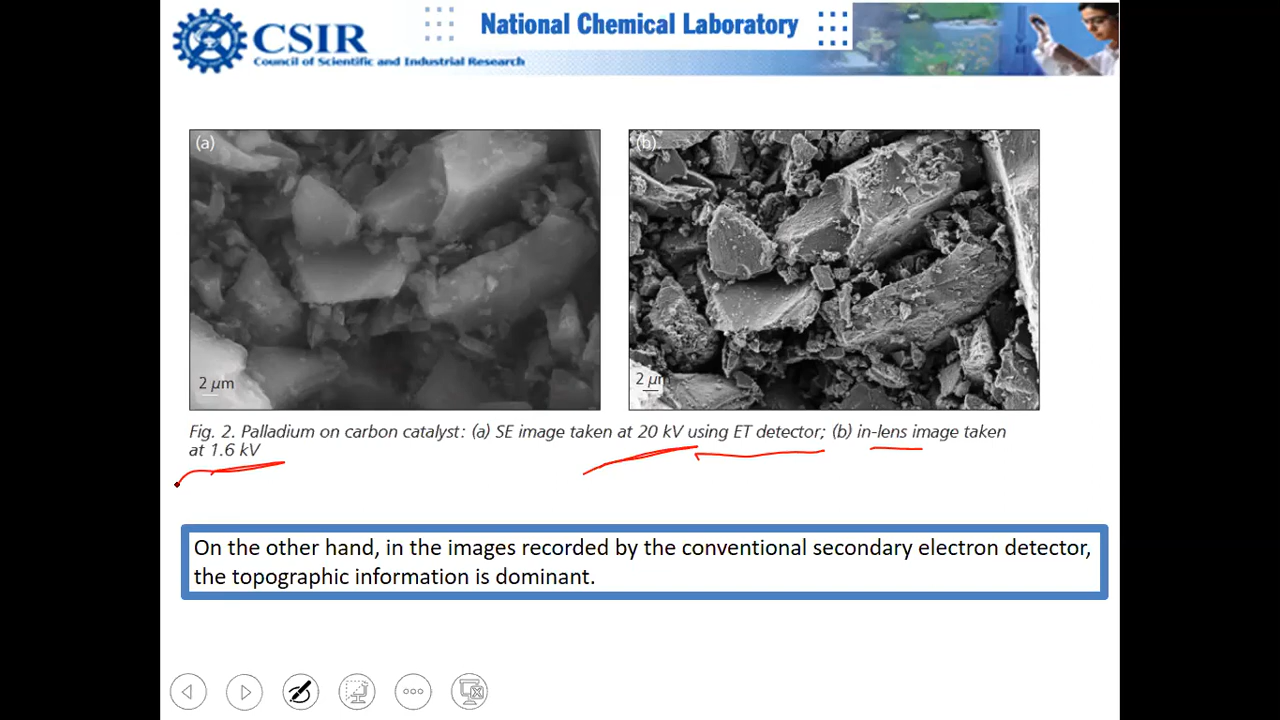 CSIR
Council of Scientific and Industrial Research
National Chemical Laboratory
(a)
2 µm
(b)
2 µm
Fig. 2. Palladium on carbon catalyst: (a) SE image taken at 20 kV using ET detector; (b) in-lens image taken
at 1.6 kV
On the other hand, in the images recorded by the conventional secondary electron detector,
the topographic information is dominant.